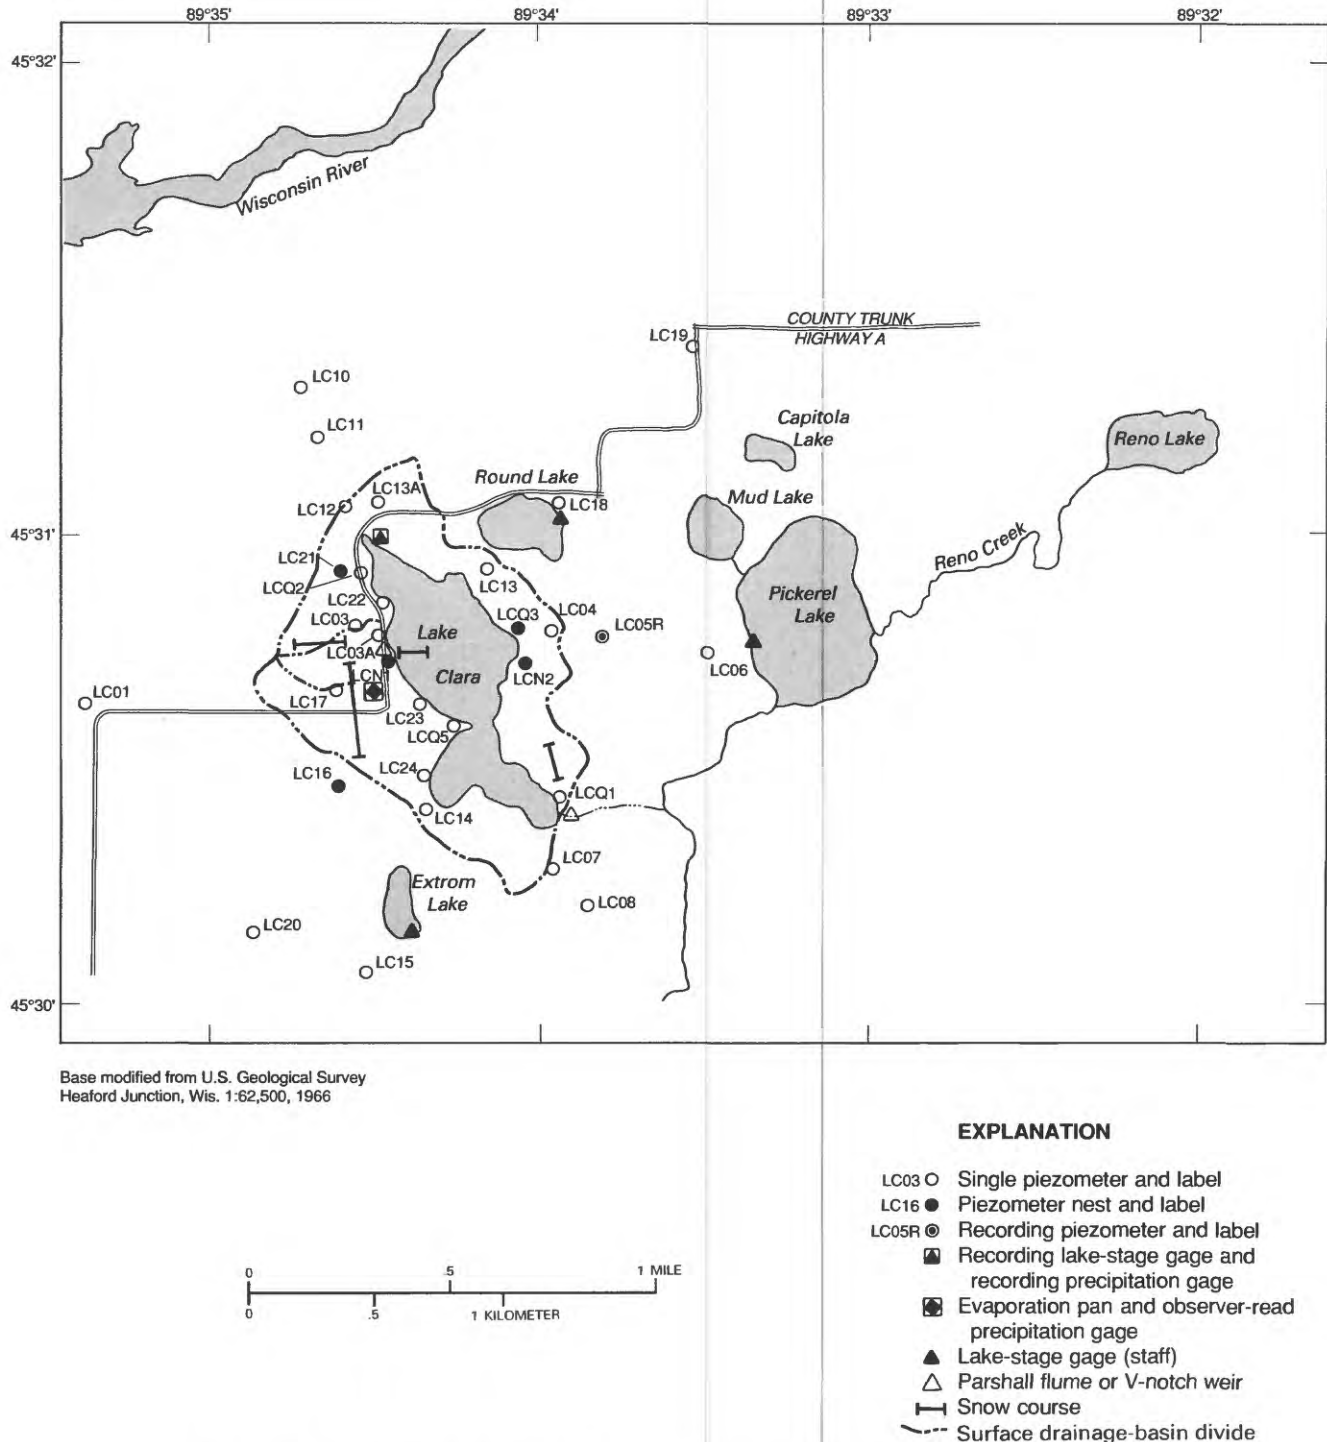 89°35'
89°34'
89°33'
89°32'
45°32'
Wisconsin River
COUNTY TRUNK
HIGHWAY A
LC19
LC10
LC11
Capitola
Lake
Reno Lake
Round Lake
Mud Lake
LC13A
LC12
LC18
45°31'
Reno Creek
LC21
LCQ2
LC13
LC22
LC03
LCQ3
LC04
LC05R
Pickerel
Lake
Lake
LC03A
LC06
LCN
Clara
LCN2
LC01
LC17
LC23
LCQ5
LC16
LC24
LCQ1
LC14
LC07
Extrom
Lake
LC08
LC20
LC15
45°30'
Base modified from U.S. Geological Survey
Heaford Junction, Wis. 1:62,500, 1966
EXPLANATION
LC03 Single piezometer and label
LC16 Piezometer nest and label
LC05R Recording piezometer and label
Recording lake-stage gage and
recording precipitation gage
Evaporation pan and observer-read
precipitation gage
Lake-stage gage (staff)
Parshall flume or V-notch weir
Snow course
Surface drainage-basin divide
0 .5 1 MILE
0 .5 1 KILOMETER